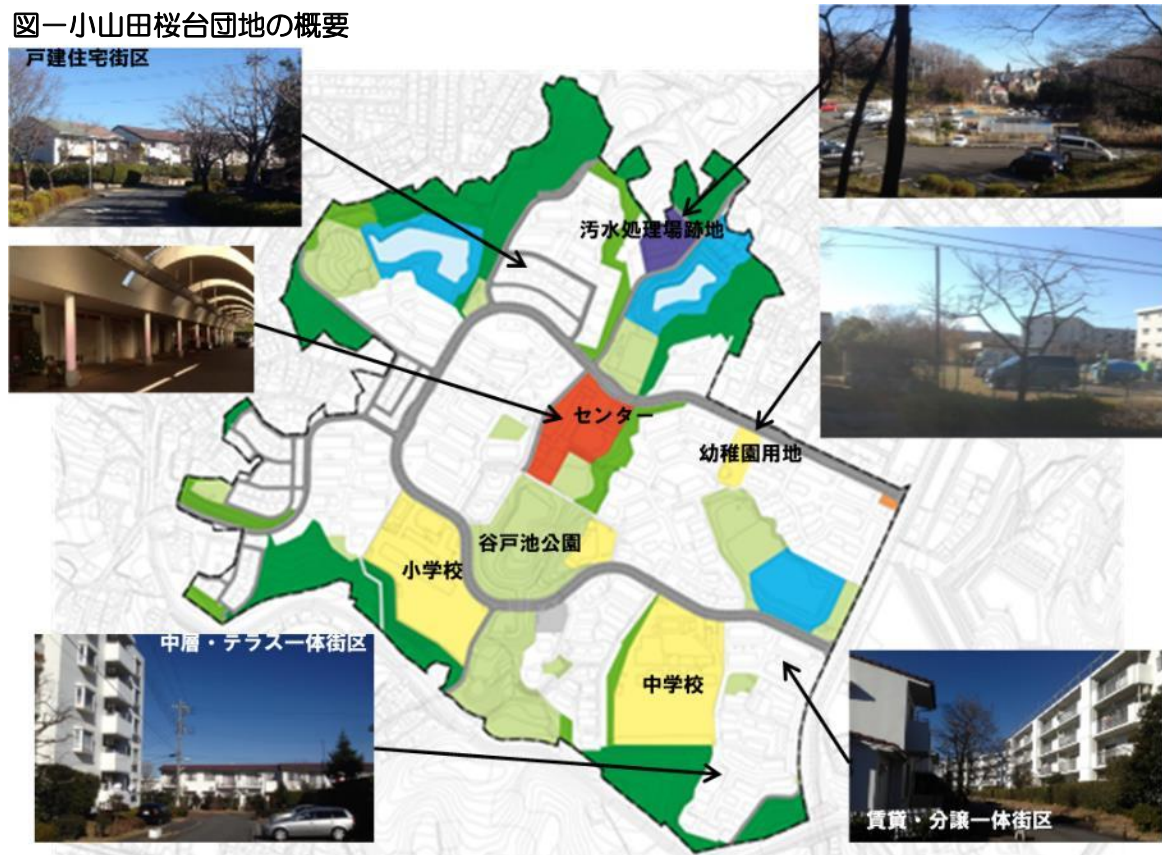 図ー小山田桜台団地の概要
戸建住宅街区
汚水処理場跡地
センター
幼稚園用地
谷戸池公園
小学校
中層・テラス一体街区
中学校
賃貸・分譲一体街区